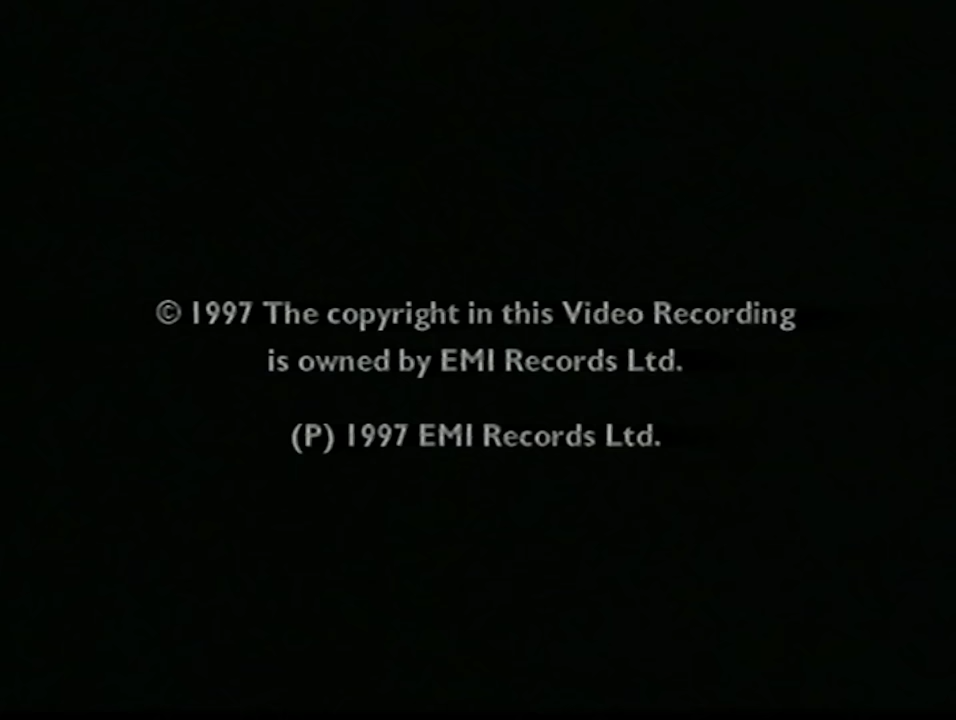 © 1997 The copyright in this Video Recording
is owned by EMI Records Ltd.
(P) 1997 EMI Records Ltd.